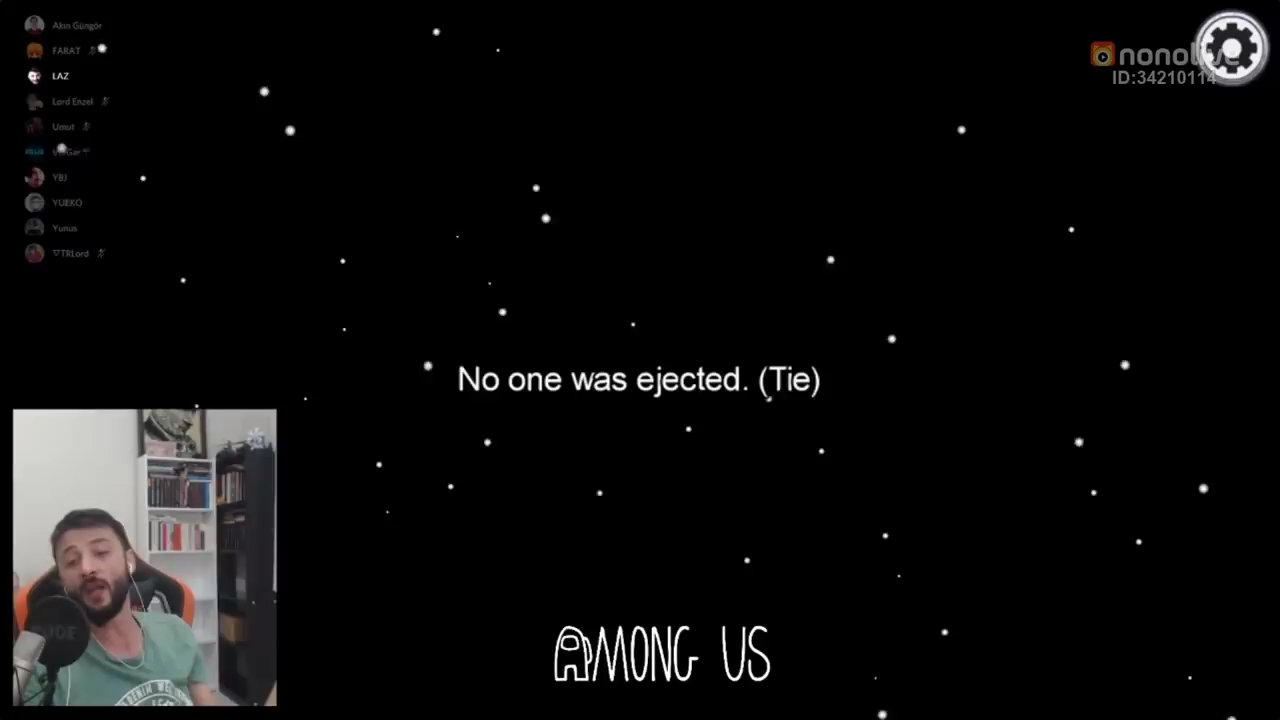 Akın Güngör
FARAT
LAZ
Lord Enzel
Umut
YBJ
YUEKO
Yunus
▽TRLord
nonolive
ID:34210114
No one was ejected. (Tie)
RODE
AMONG US